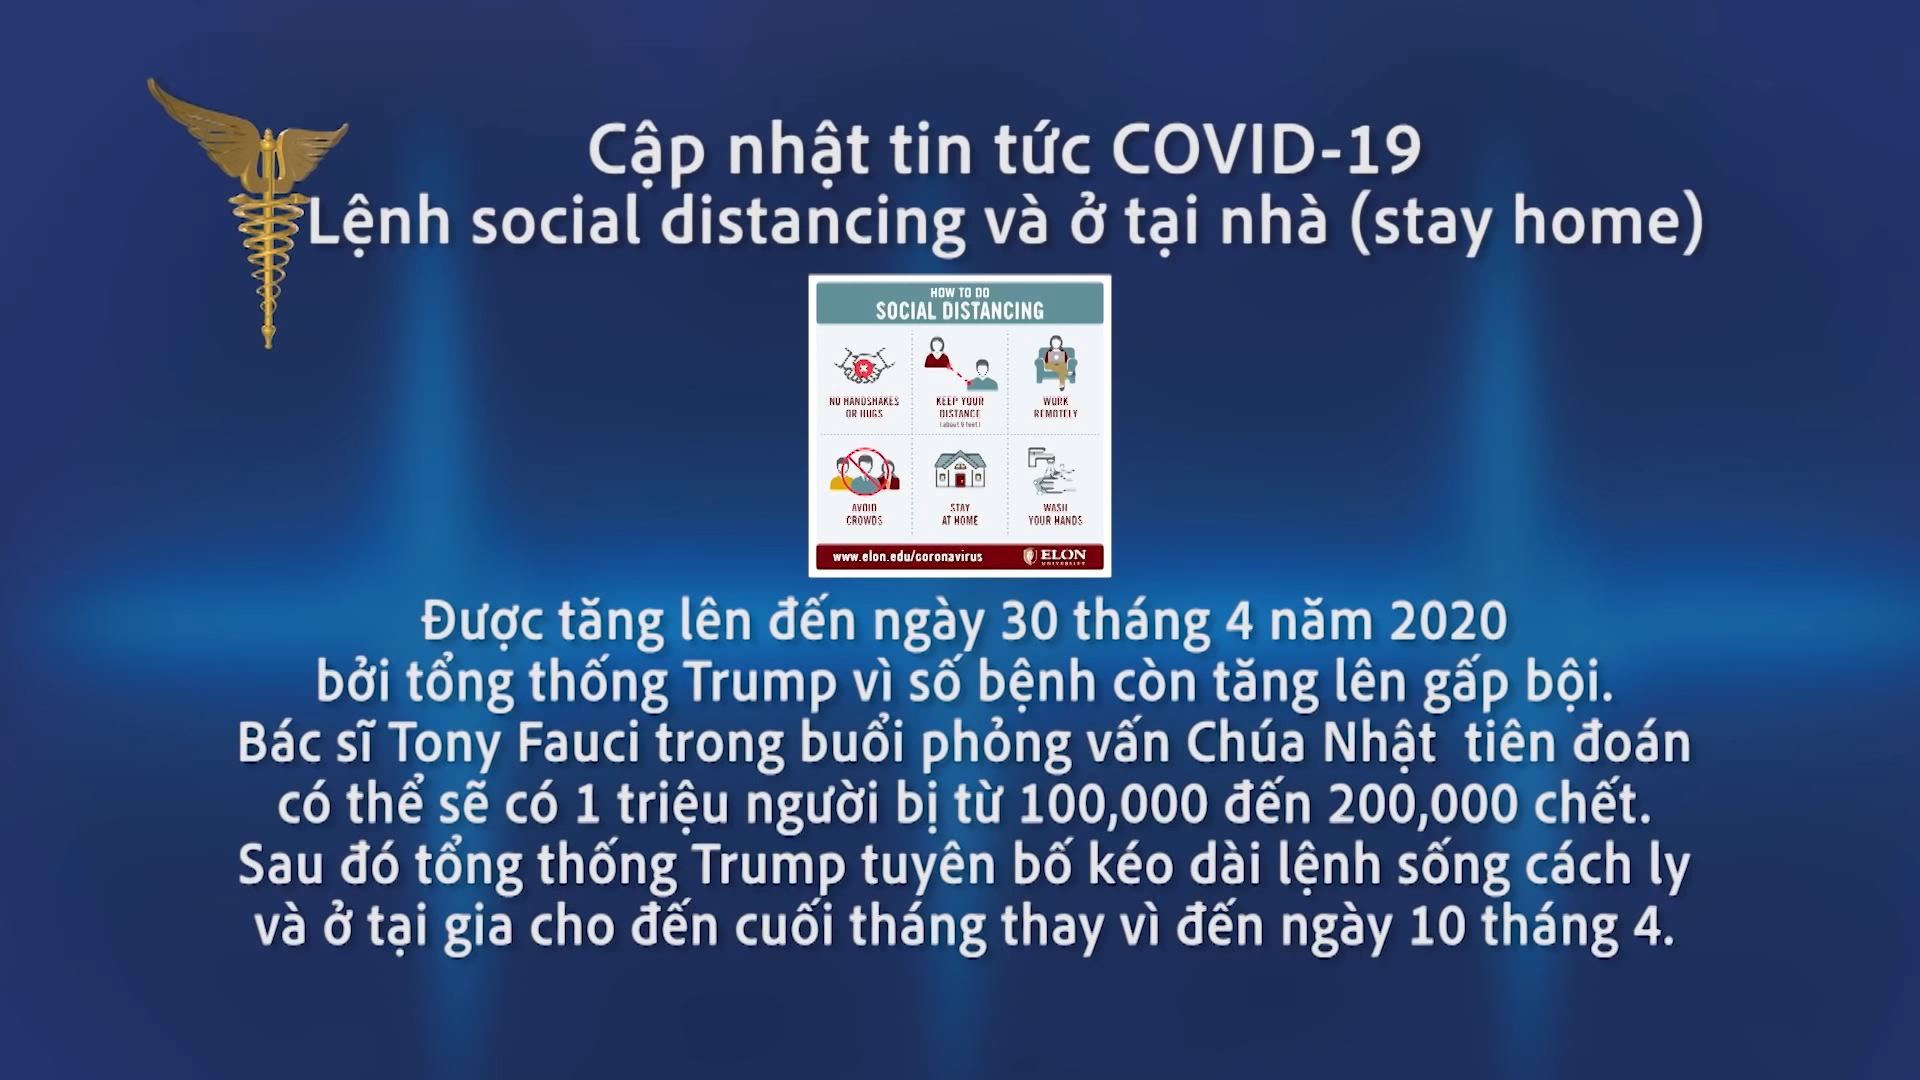 Cập nhật tin tức COVID-19
Lệnh social distancing và ở tại nhà (stay home)
HOW TO DO
SOCIAL DISTANCING
NO HANDSHAKES
OR HUGS
KEEP YOUR
DISTANCE
(about 6 feet)
WORK
REMOTELY
AVOID
CROWDS
STAY
AT HOME
WASH
YOUR HANDS
www.elon.edu/coronavirus
ELON
UNIVERSITY
Được tăng lên đến ngày 30 tháng 4 năm 2020
bởi tổng thống Trump vì số bệnh còn tăng lên gấp bội.
Bác sĩ Tony Fauci trong buổi phỏng vấn Chúa Nhật tiên đoán
có thể sẽ có 1 triệu người bị từ 100,000 đến 200,000 chết.
Sau đó tổng thống Trump tuyên bố kéo dài lệnh sống cách ly
và ở tại gia cho đến cuối tháng thay vì đến ngày 10 tháng 4.